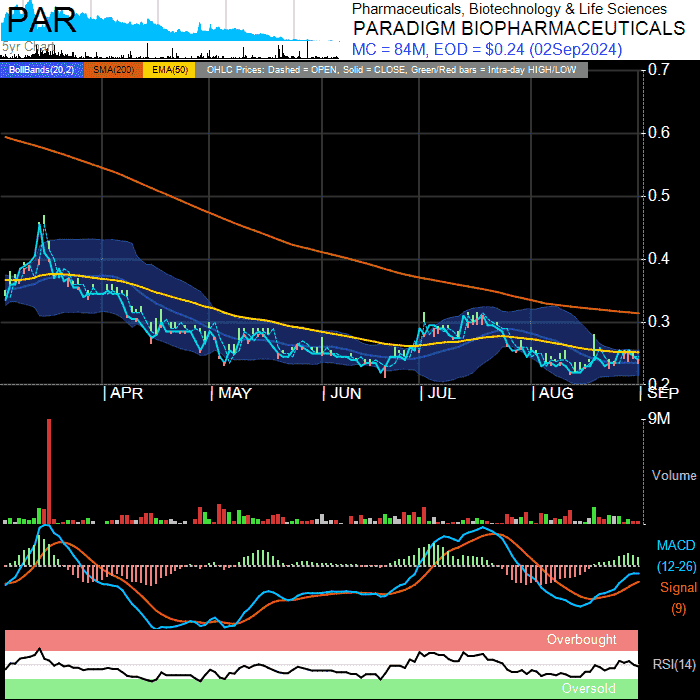 PAR
5yr Chart
Pharmaceuticals, Biotechnology & Life Sciences
PARADIGM BIOPHARMACEUTICALS
MC = 84M, EOD = $0.24 (02Sep2024)
BollBands(20,2) SMA(200) EMA(50) OHLC Prices: Dashed = OPEN, Solid = CLOSE, Green/Red bars = Intra-day HIGH/LOW
0.7
0.6
0.5
0.4
0.3
0.2
APR MAY JUN JUL AUG SEP
9M
Volume
MACD
(12-26)
Signal
(9)
Overbought
RSI(14)
Oversold